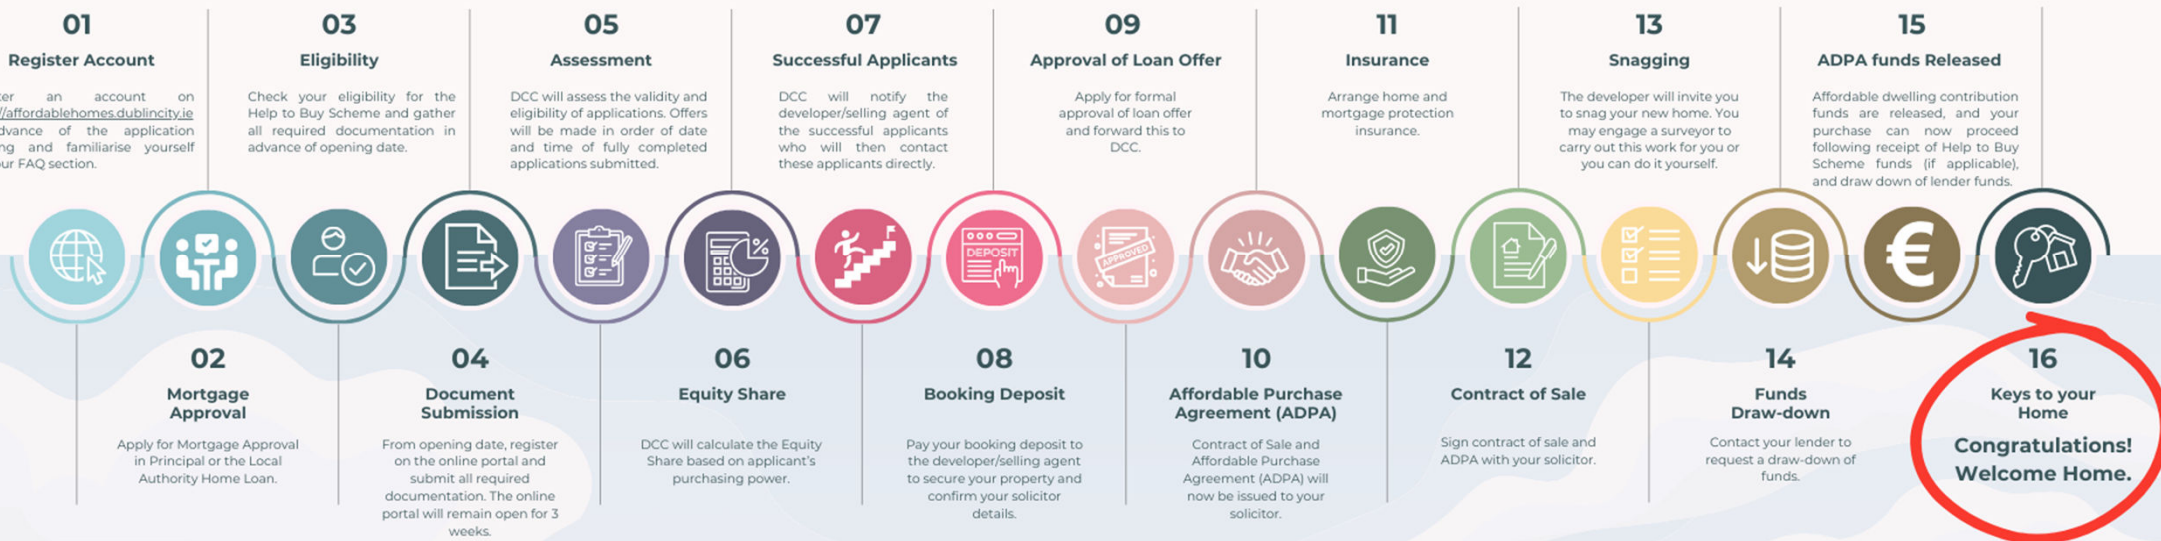 01
Register Account
an account on
//affordablehomes.dublincity.ie
of the application
and familiarise yourself
FAQ section.
02
Mortgage
Approval
Apply for Mortgage Approval
in Principal or the Local
Authority Home Loan.
03
Eligibility
Check your eligibility for the
Help to Buy Scheme and gather
all required documentation in
advance of opening date.
04
Document
Submission
From opening date, register
on the online portal and
submit all required
documentation. The online
portal will remain open for 3
weeks.
05
Assessment
DCC will assess the validity and
eligibility of applications. Offers
will be made in order of date
and time of fully completed
applications submitted.
06
Equity Share
DCC will calculate the Equity
Share based on applicant's
purchasing power.
%
07
Successful Applicants
DCC will notify the
developer/selling agent of
the successful applicants
who will then contact
these applicants directly.
08
Booking Deposit
Pay your booking deposit to
the developer/selling agent
to secure your property and
confirm your solicitor
details.
DEPOSIT
09
Approval of Loan Offer
Apply for formal
approval of loan offer
and forward this to
DCC.
APPROVED
10
Affordable Purchase
Agreement (ADPA)
Contract of Sale and
Affordable Purchase
Agreement (ADPA) will
now be issued to your
solicitor.
11
Insurance
Arrange home and
mortgage protection
insurance.
12
Contract of Sale
Sign contract of sale and
ADPA with your solicitor.
13
Snagging
The developer will invite you
to snag your new home. You
may engage a surveyor to
carry out this work for you or
you can do it yourself.
14
Funds
Draw-down
Contact your lender to
request a draw-down of
funds.
15
ADPA funds Released
Affordable dwelling contribution
funds are released, and your
purchase can now proceed
following receipt of Help to Buy
Scheme funds (if applicable),
and draw down of lender funds.
€
16
Keys to your
Home
Congratulations!
Welcome Home.